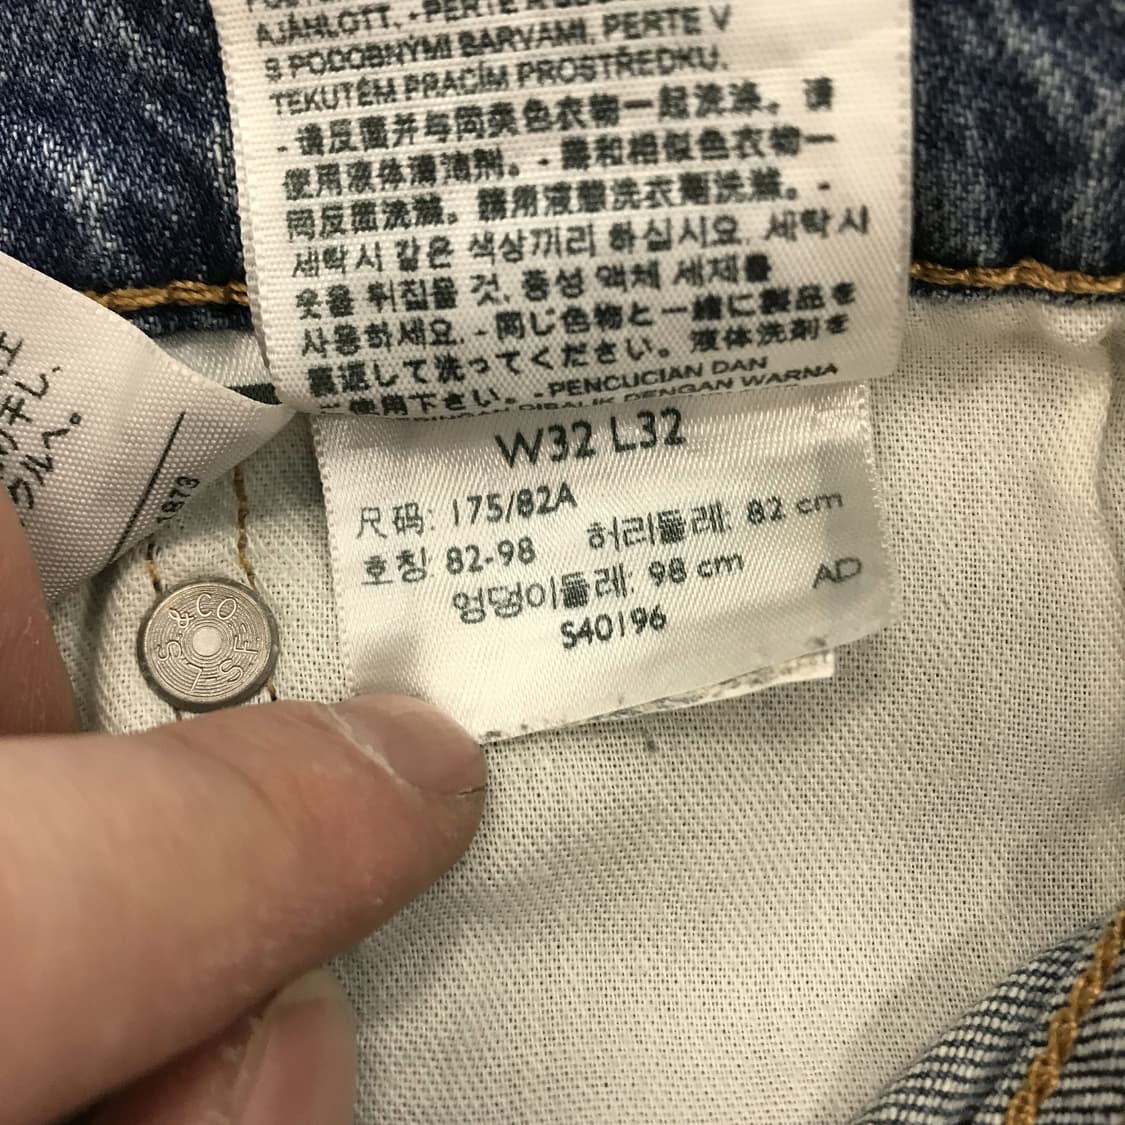 AJÁNLOTT. - PERTE
S PODOBNÝMI BARVAMI, PERTE V
TEKUTÉM PRACÍM PROSTŘEDKU.
- 请反面并与同类色衣物一起洗涤。 请
使用液体清洁剂。 - 請和相似色衣物一
同反面洗滌。請用液態洗衣劑洗滌。 -
세탁 시 같은 색상끼리 하십시오. 세탁 시
옷을 뒤집을 것. 중성 액체 세제를
사용하세요. - 同じ色物と一緒に製品を
裏返して洗ってください。 液体洗剤を
使用下さい。 -PENCUCIAN DAN
DIBALIK DENGAN WARNA
W32 L32
尺码: 175/82A
호칭: 82-98 허리둘레: 82 cm
엉덩이둘레: 98 cm AD
S40196
1873
S.&CO